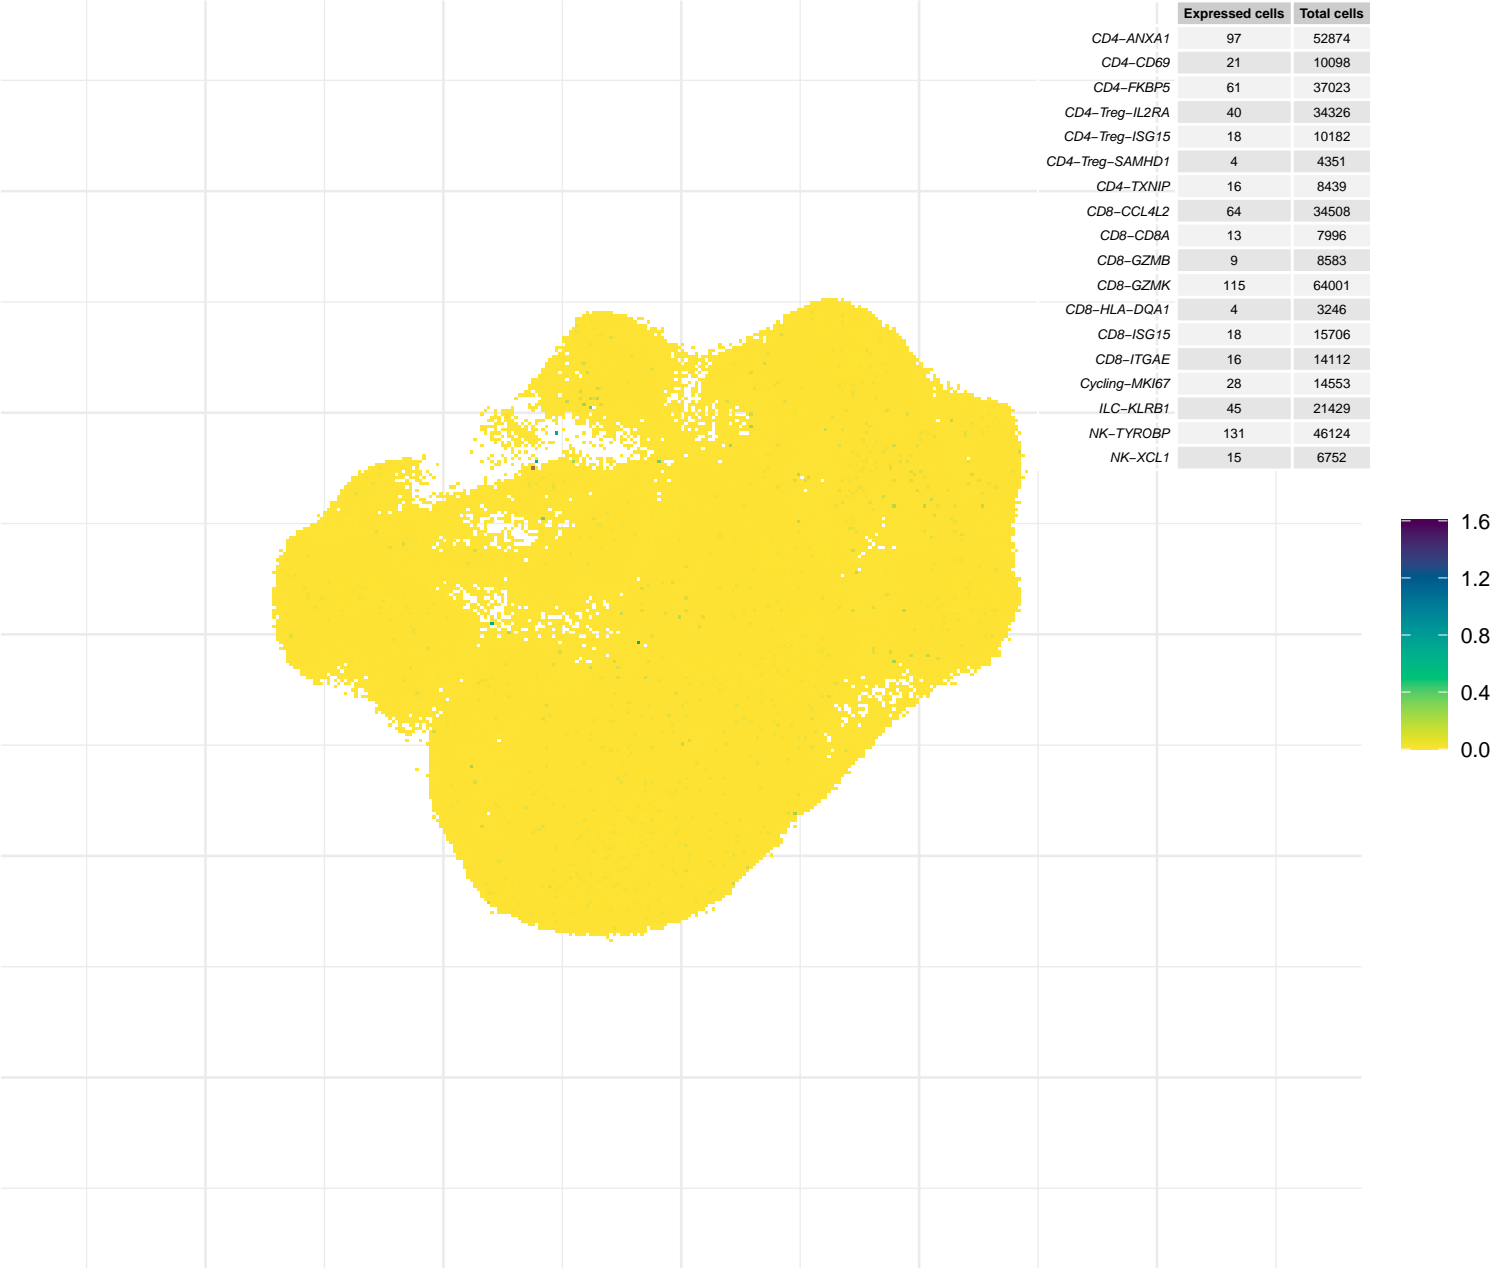 Expressed cells Total cells
CD4−ANXA1 97 52874
CD4−CD69 21 10098
CD4−FKBP5 61 37023
CD4−Treg−IL2RA 40 34326
CD4−Treg−ISG15 18 10182
CD4−Treg−SAMHD1 4 4351
CD4−TXNIP 16 8439
CD8−CCL4L2 64 34508
CD8−CD8A 13 7996
CD8−GZMB 9 8583
CD8−GZMK 115 64001
CD8−HLA−DQA1 4 3246
CD8−ISG15 18 15706
CD8−ITGAE 16 14112
Cycling−MKI67 28 14553
ILC−KLRB1 45 21429
NK−TYROBP 131 46124
NK−XCL1 15 6752
1.6
1.2
0.8
0.4
0.0